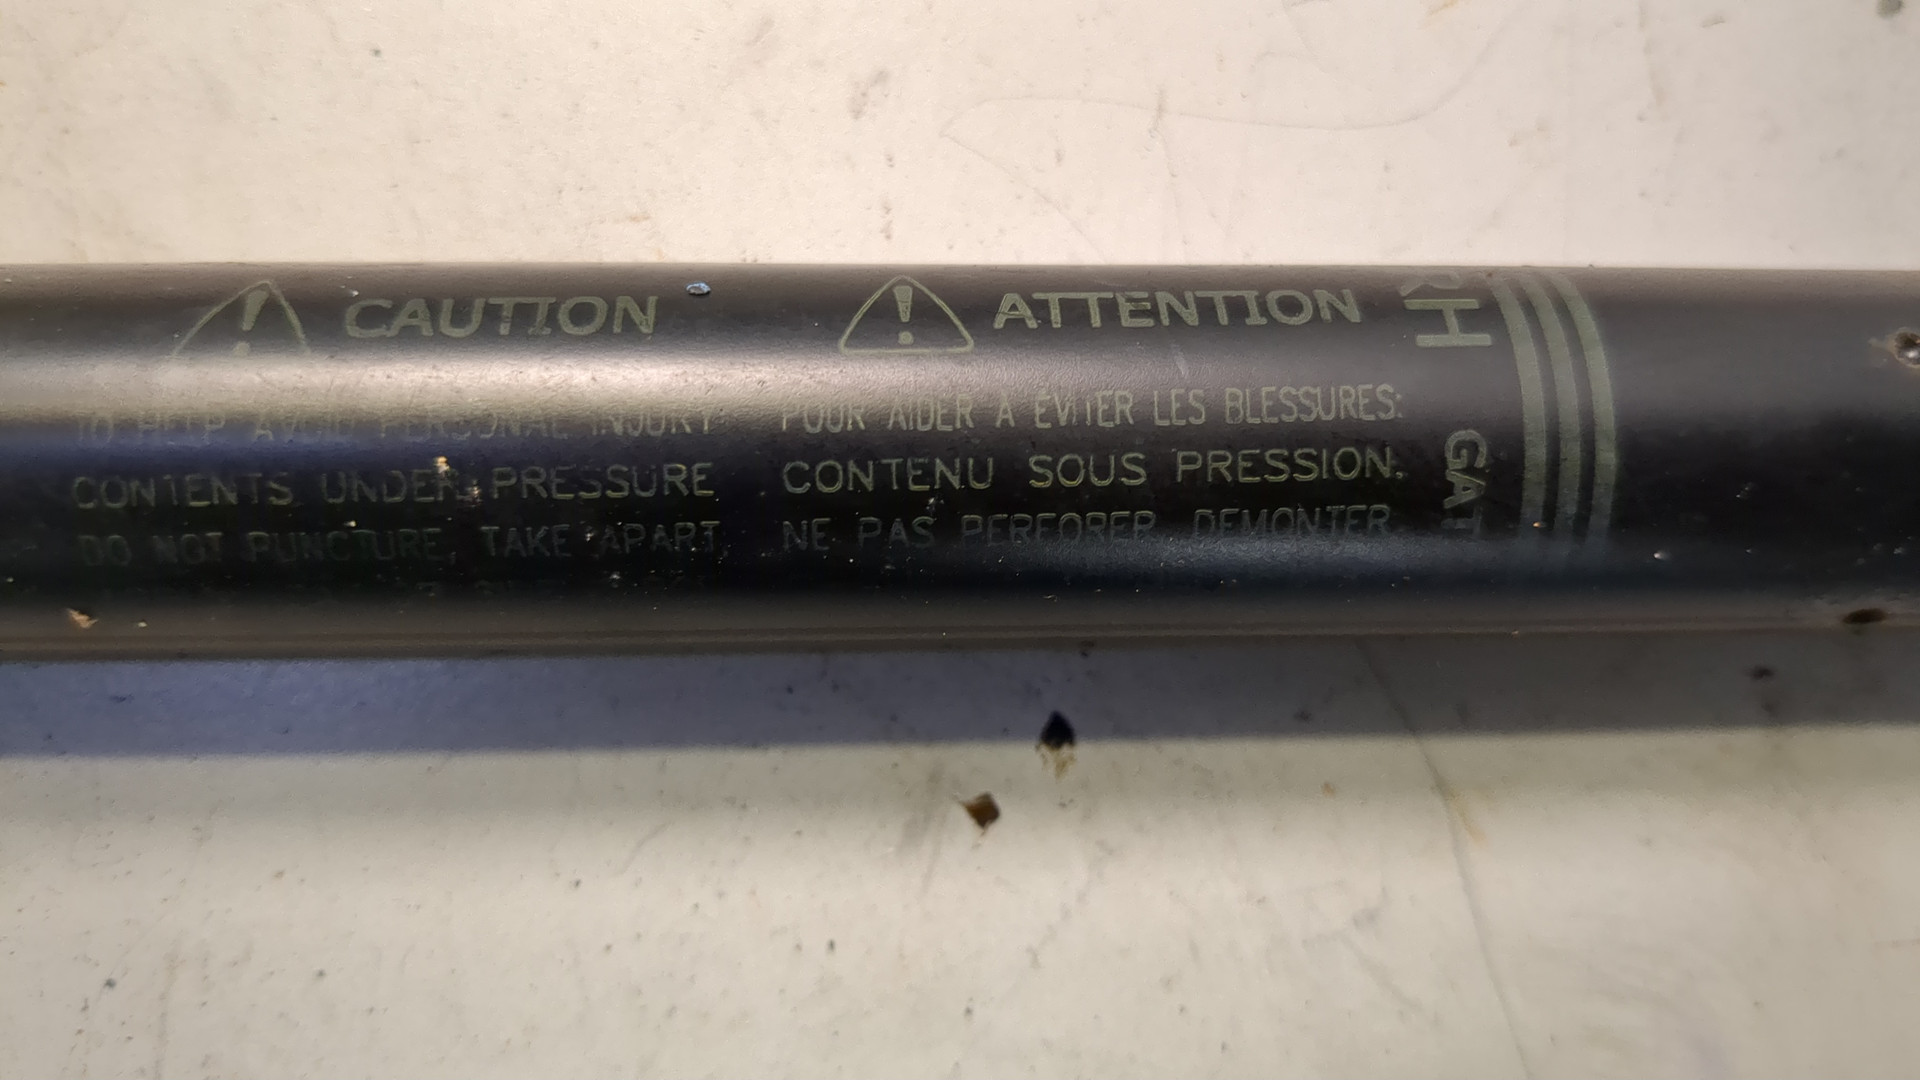 CAUTION
TO HELP AVOID PERSONAL INJURY
CONTENTS UNDER PRESSURE
DO NOT PUNCTURE, TAKE APART
ATTENTION
POUR AIDER A EVITER LES BLESSURES:
CONTENU SOUS PRESSION.
NE PAS PERFORER, DEMONTER
RH GAT